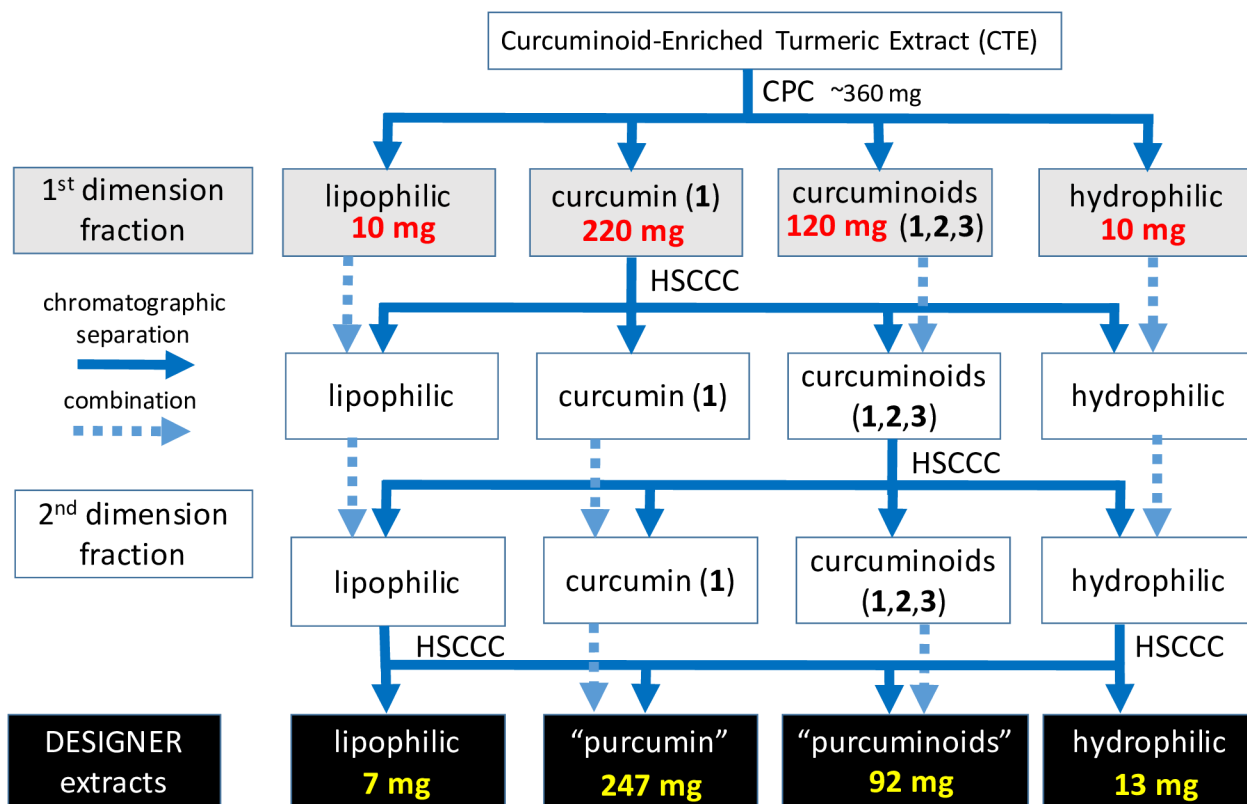 Curcuminoid-Enriched Turmeric Extract (CTE)
CPC ~360 mg
1st dimension
fraction
lipophilic
10 mg
curcumin (1)
220 mg
curcuminoids
120 mg (1,2,3)
hydrophilic
10 mg
HSCCC
chromatographic
separation
combination
lipophilic
curcumin (1)
curcuminoids
(1,2,3)
hydrophilic
HSCCC
2nd dimension
fraction
lipophilic
curcumin (1)
curcuminoids
(1,2,3)
hydrophilic
HSCCC
HSCCC
DESIGNER
extracts
lipophilic
7 mg
“purcumin”
247 mg
“purcuminoids”
92 mg
hydrophilic
13 mg